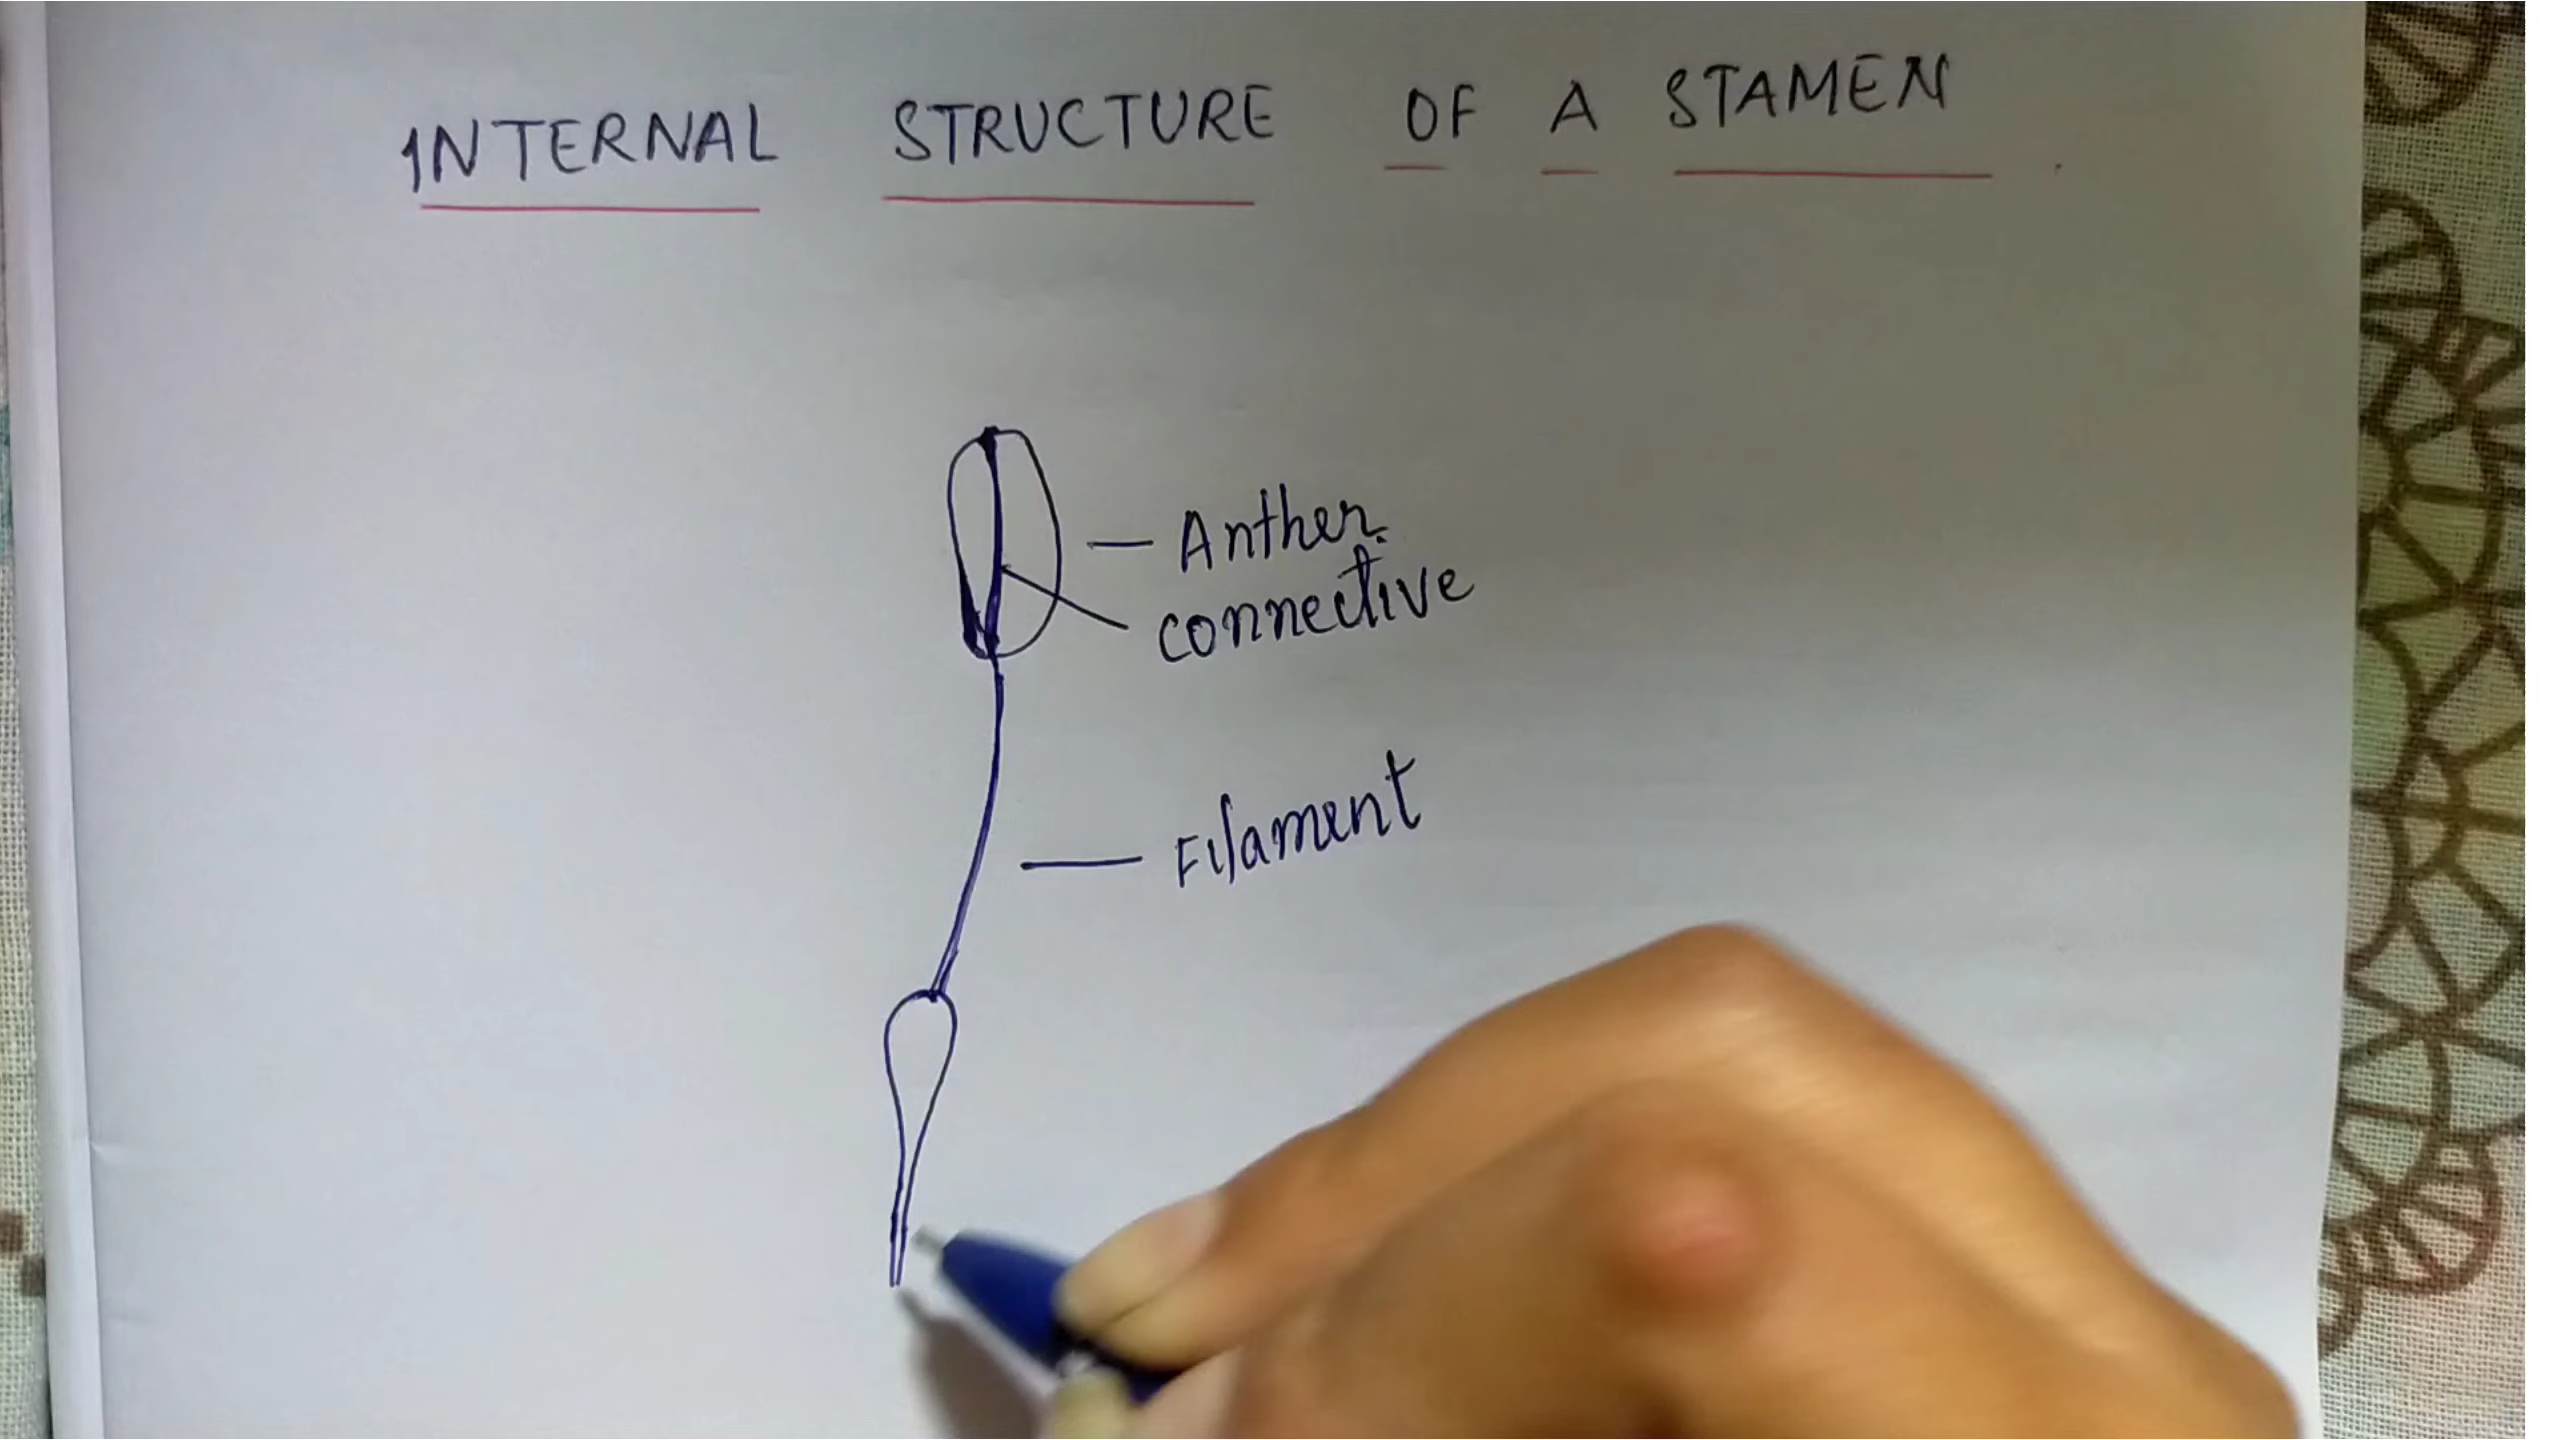 INTERNAL STRUCTURE OF A STAMEN
Anther.
connective
Filament